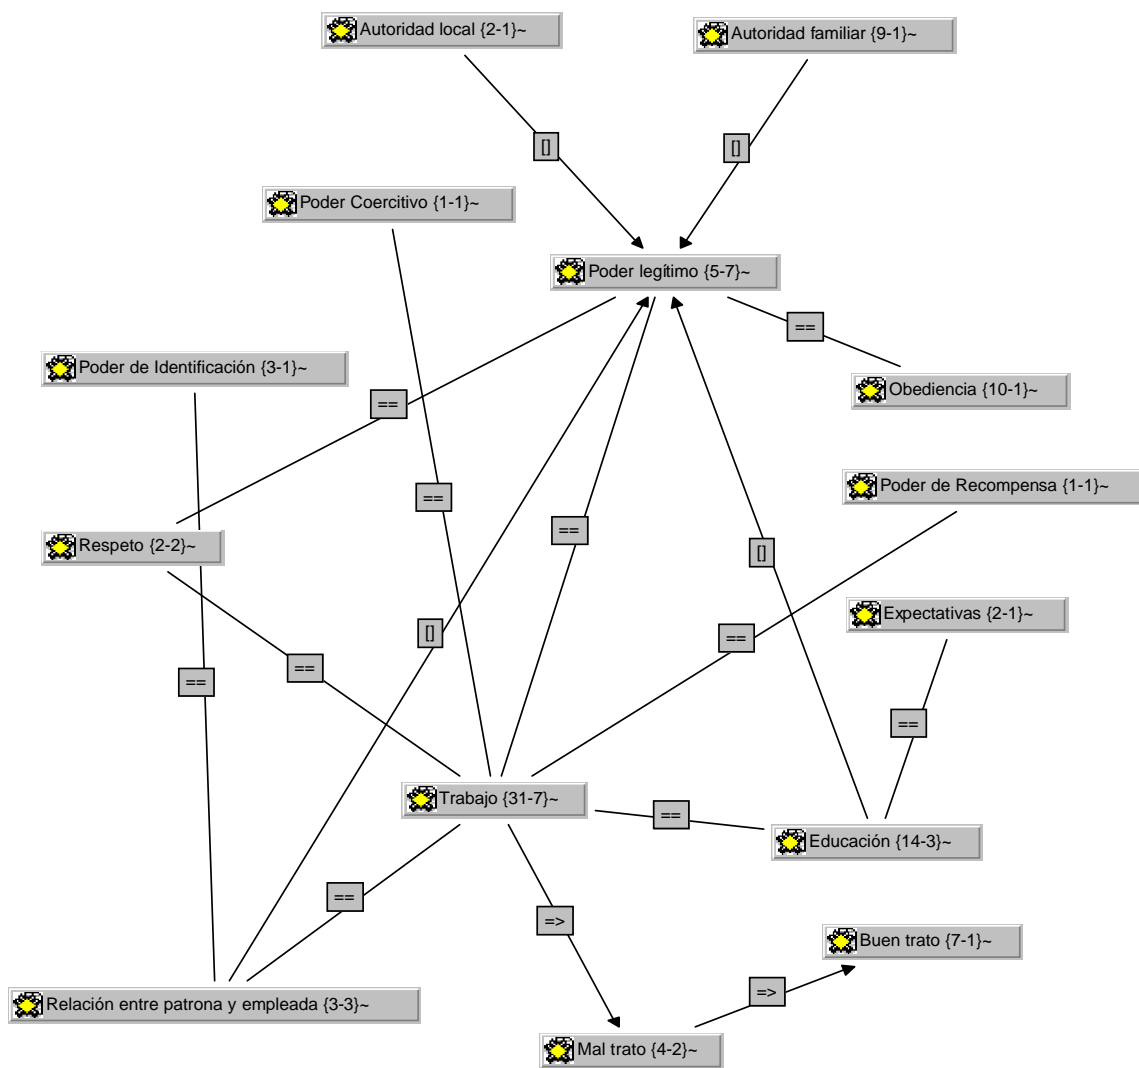 Autoridad local {2-1}~
Autoridad familiar {9-1}~
[]
[]
Poder Coercitivo {1-1}~
Poder legítimo {5-7}~
==
Poder de Identificación {3-1}~
Obediencia {10-1}~
==
Poder de Recompensa {1-1}~
==
==
Respeto {2-2}~
[]
Expectativas {2-1}~
[]
==
==
==
==
Trabajo {31-7}~
==
Educación {14-3}~
==
=>
Buen trato {7-1}~
=>
Relación entre patrona y empleada {3-3}~
Mal trato {4-2}~